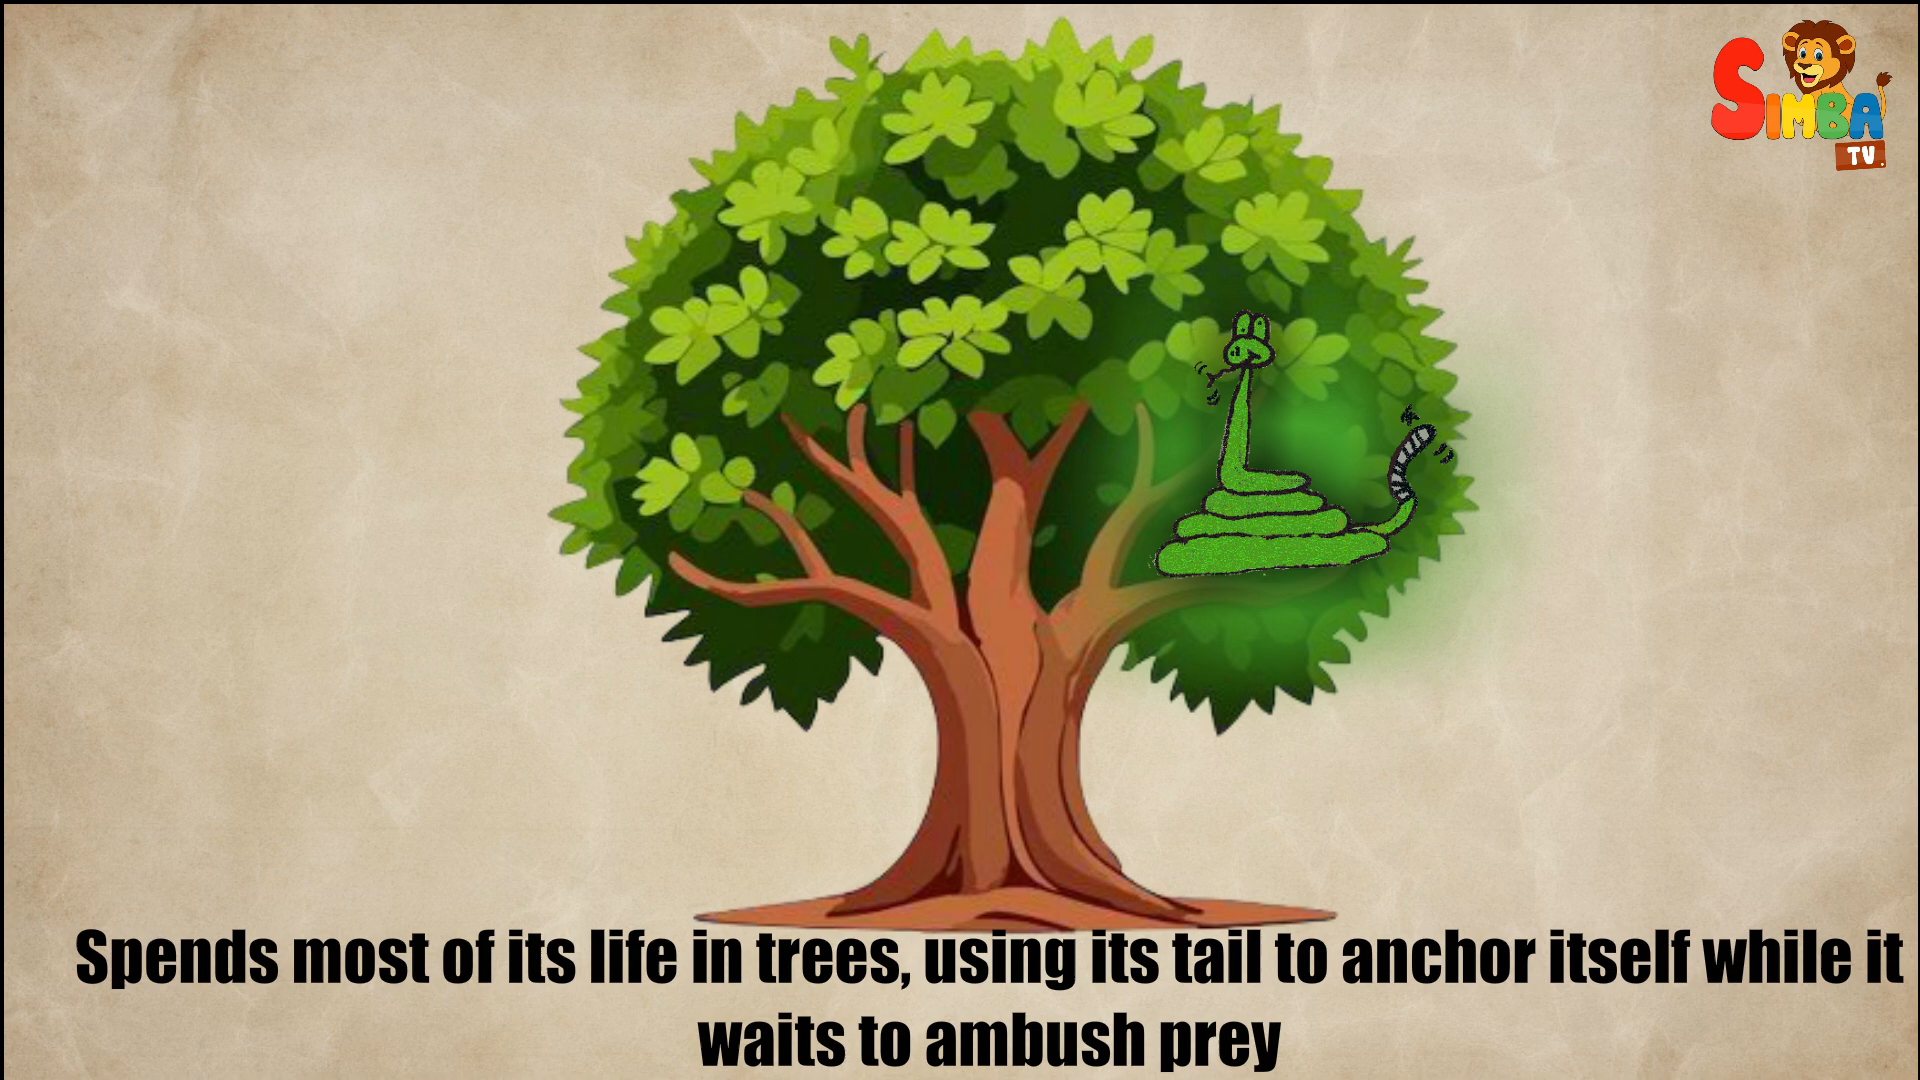 SIMBA
TV
Spends most of its life in trees, using its tail to anchor itself while it
waits to ambush prey